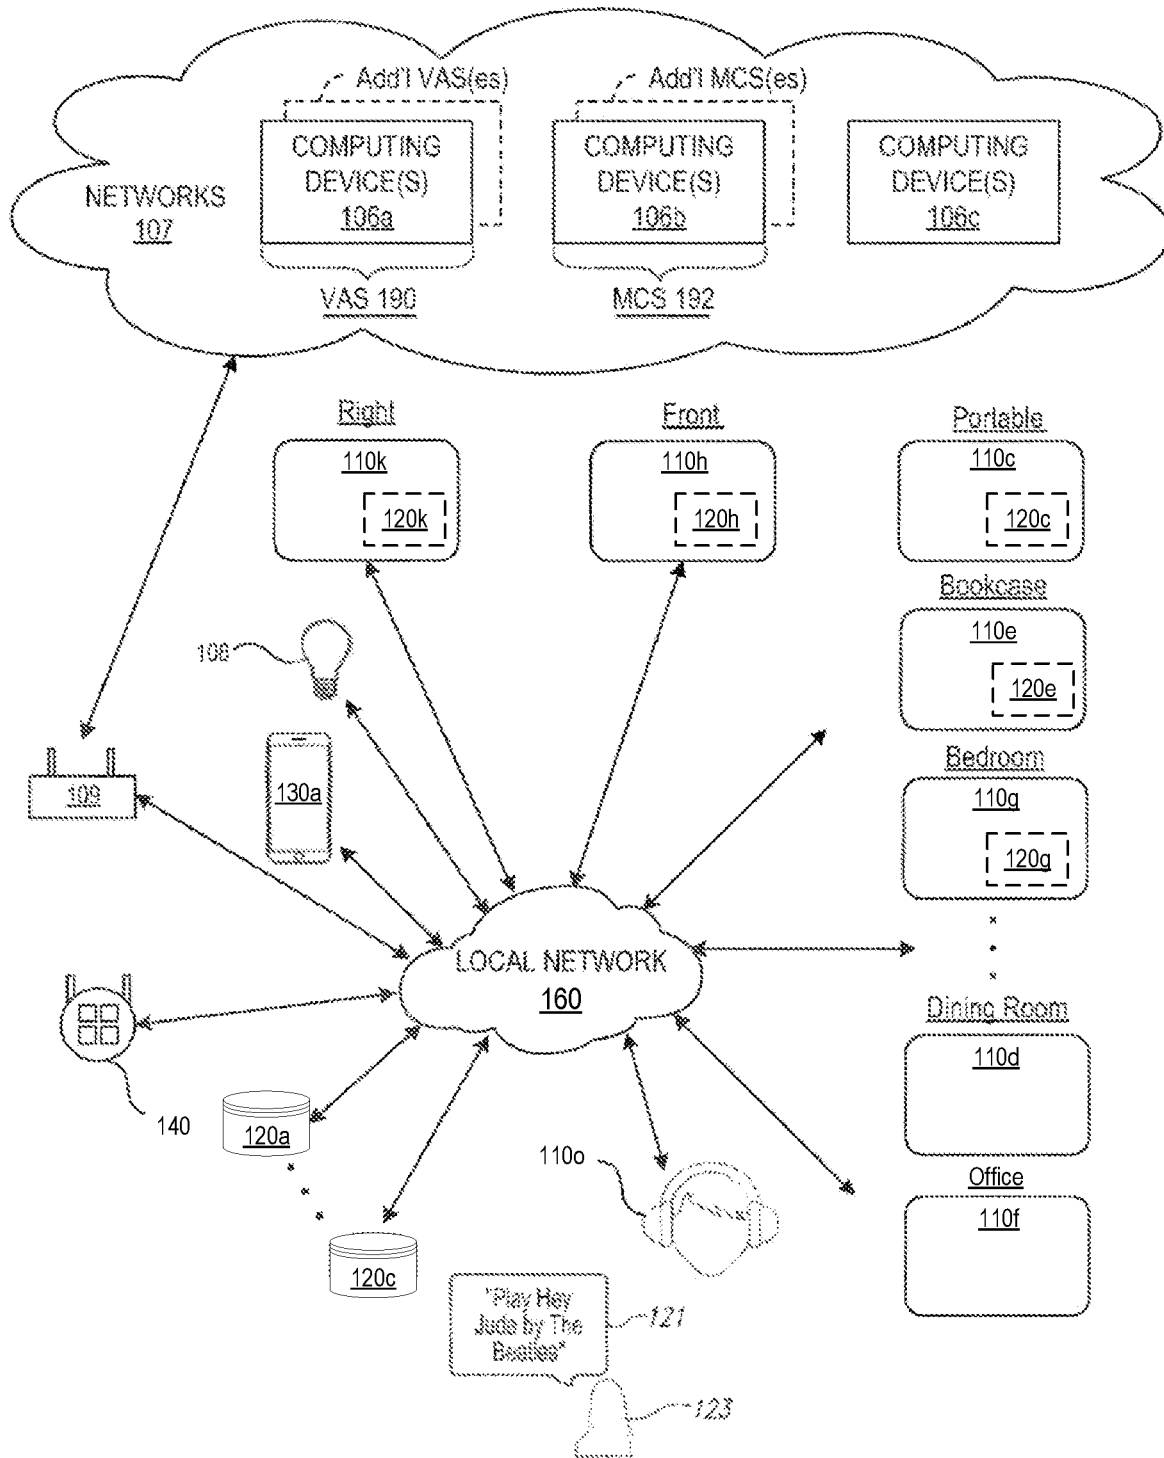 Add'l VAS(es)
Add'l MCS(es)
COMPUTING
DEVICE(S)
106a
COMPUTING
DEVICE(S)
106b
COMPUTING
DEVICE(S)
106c
NETWORKS
107
VAS 190
MCS 192
Right
110k
120k
Front
110h
120h
Portable
110c
120c
Bookcase
110e
120e
Bedroom
110g
120g
108
109
130a
LOCAL NETWORK
160
Dining Room
110d
140
120a
120c
110o
Office
110f
"Play Hey
Jude by The
Beatles"
121
123